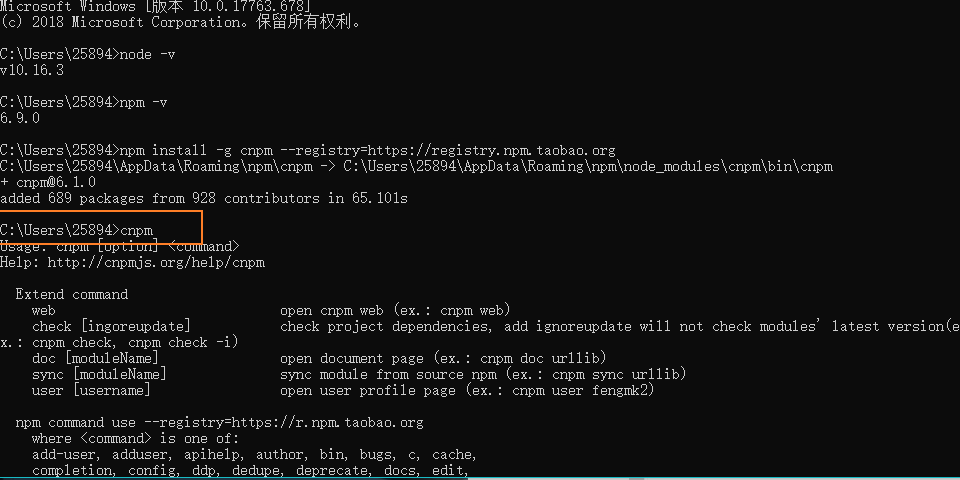 Microsoft Windows [版本 10.0.17763.678]
(c) 2018 Microsoft Corporation。保留所有权利。
C:\Users\25894>node -v
v10.16.3
C:\Users\25894>npm -v
6.9.0
C:\Users\25894>npm install -g cnpm --registry=https://registry.npm.taobao.org
C:\Users\25894\AppData\Roaming\npm\cnpm -> C:\Users\25894\AppData\Roaming\npm\node_modules\cnpm\bin\cnpm
+ cnpm@6.1.0
added 689 packages from 928 contributors in 65.101s
C:\Users\25894>cnpm
Usage: cnpm [option] <command>
Help: http://cnpmjs.org/help/cnpm
Extend command
web open cnpm web (ex.: cnpm web)
check [ingoreupdate] check project dependencies, add ignoreupdate will not check modules' latest version(e
x.: cnpm check, cnpm check -i)
doc [moduleName] open document page (ex.: cnpm doc urllib)
sync [moduleName] sync module from source npm (ex.: cnpm sync urllib)
user [username] open user profile page (ex.: cnpm user fengmk2)
npm command use --registry=https://r.npm.taobao.org
where <command> is one of:
add-user, adduser, apihelp, author, bin, bugs, c, cache,
completion, config, ddp, dedupe, deprecate, docs, edit,